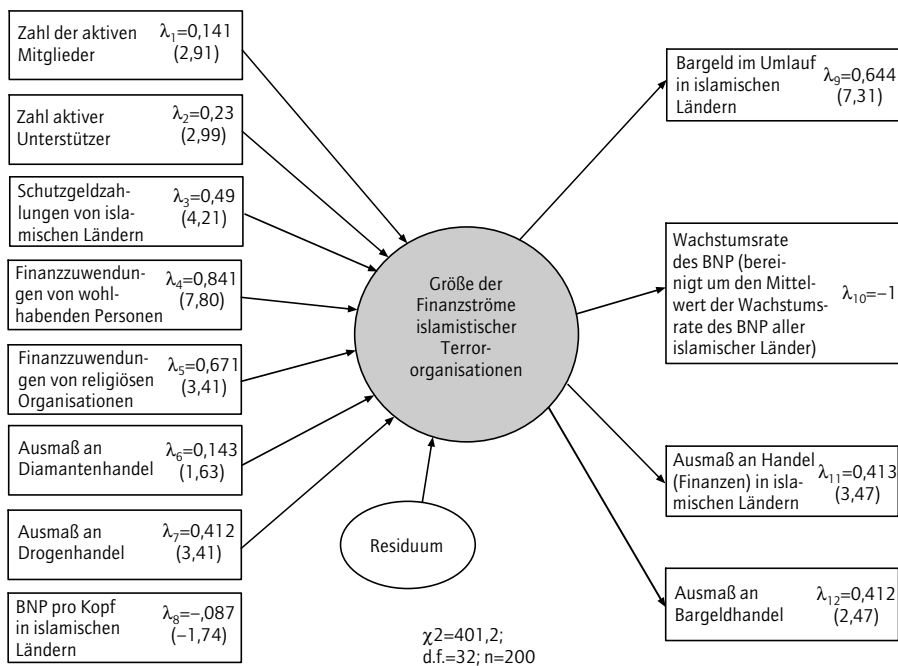 Zahl der aktiven
Mitglieder
λ1=0,141
(2,91)
Zahl aktiver
Unterstützer
λ2=0,23
(2,99)
Schutzgeldzah-
lungen von isla-
mischen Ländern
λ3=0,49
(4,21)
Finanzzuwendun-
gen von wohl-
habenden Personen
λ4=0,841
(7,80)
Finanzzuwendun-
gen von religiösen
Organisationen
λ5=0,671
(3,41)
Ausmaß an
Diamantenhandel
λ6=0,143
(1,63)
Ausmaß an
Drogenhandel
λ7=0,412
(3,41)
BNP pro Kopf
in islamischen
Ländern
λ8=–,087
(–1,74)
Größe der
Finanzströme
islamistischer
Terror-
organisationen
Residuum
χ2=401,2;
d.f.=32; n=200
Bargeld im Umlauf
in islamischen
Ländern
λ9=0,644
(7,31)
Wachstumsrate
des BNP (berei-
nigt um den Mittel-
wert der Wachstums-
rate des BNP aller
islamischer Länder)
λ10=–1
Ausmaß an Handel
(Finanzen) in isla-
mischen Ländern
λ11=0,413
(3,47)
Ausmaß an
Bargeldhandel
λ12=0,412
(2,47)